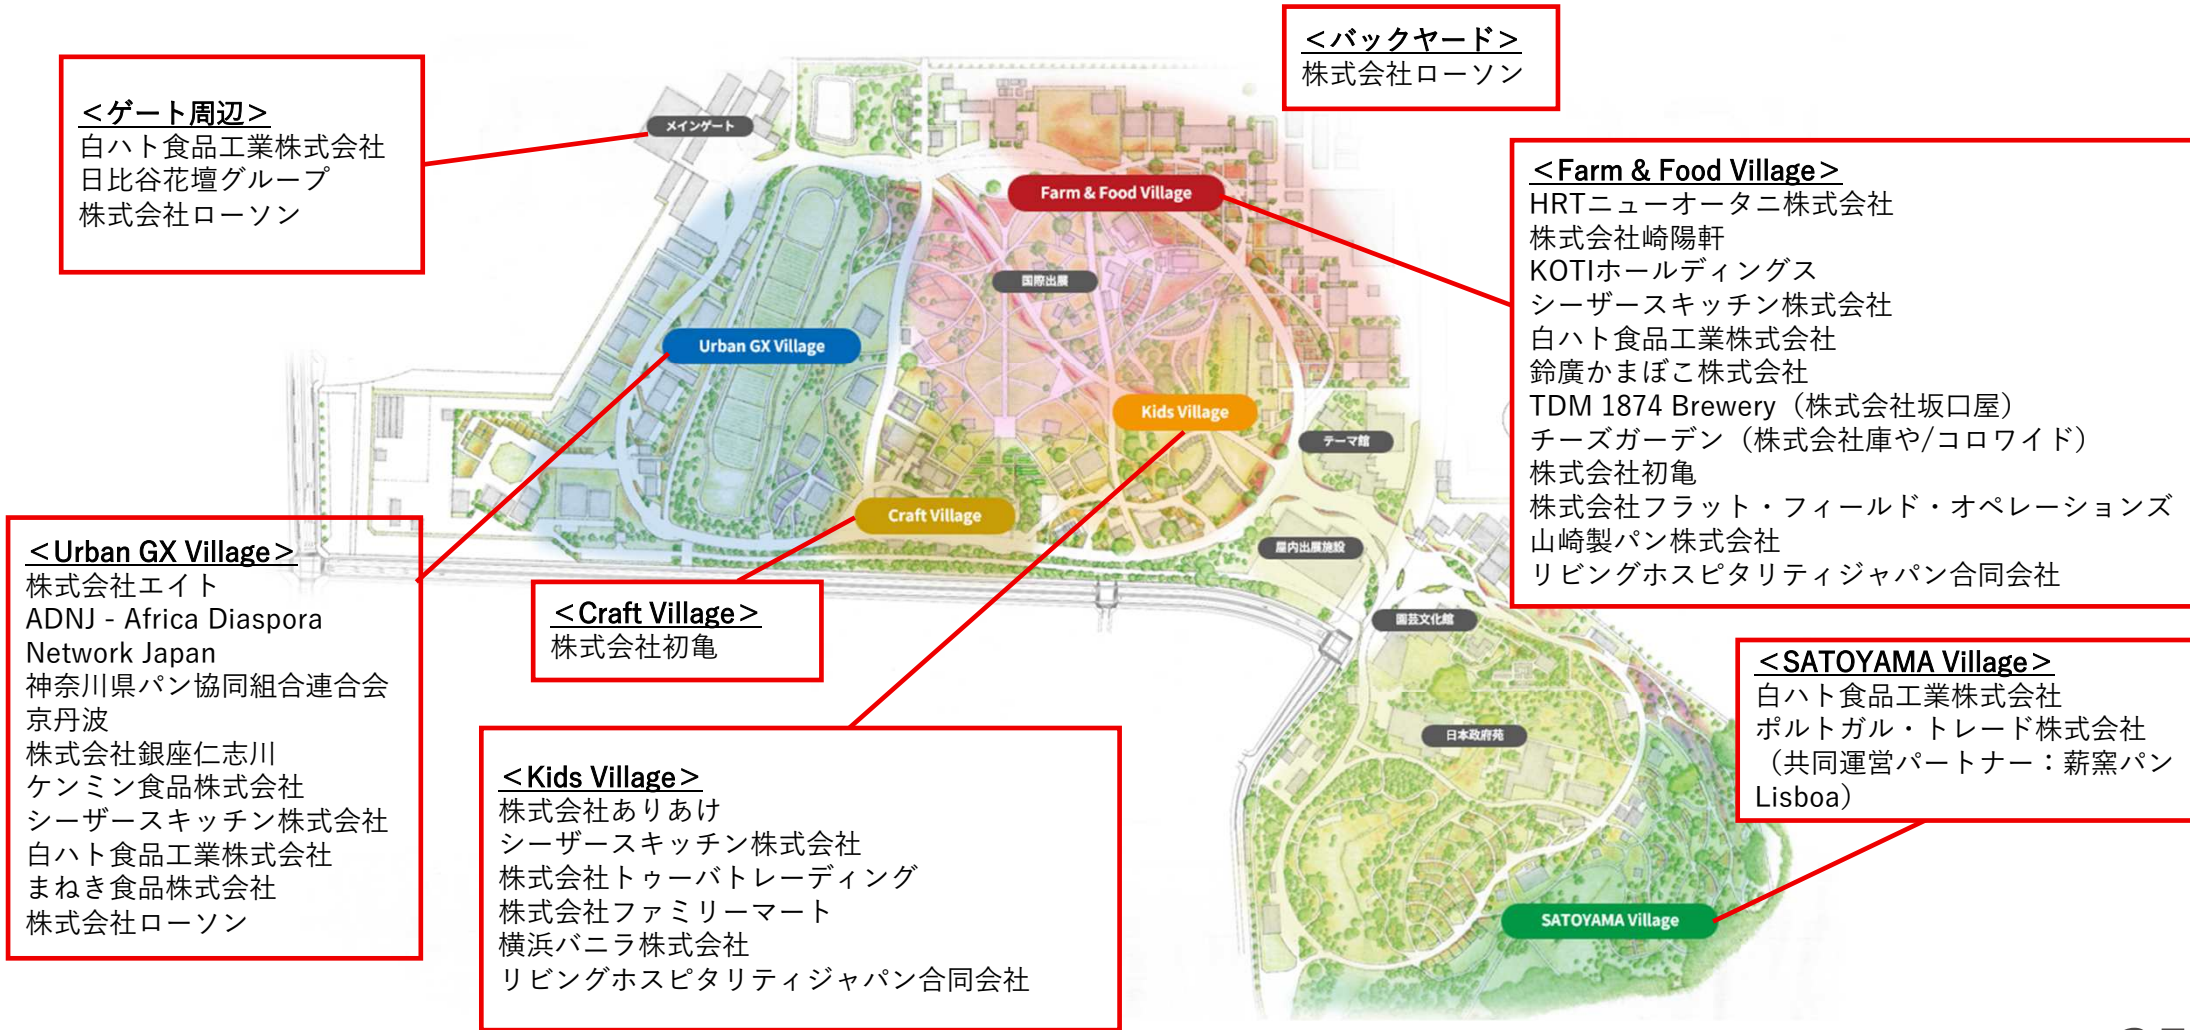 <バックヤード>
株式会社ローソン
<ゲート周辺>
白ハト食品工業株式会社
日比谷花壇グループ
株式会社ローソン
メインゲート
Farm & Food Village
国際出展
Urban GX Village
Kids Village
テーマ館
Craft Village
屋内出展施設
園芸文化館
日本政府苑
SATOYAMA Village
<Farm & Food Village>
HRTニューオータニ株式会社
株式会社崎陽軒
KOTIホールディングス
シーザースキッチン株式会社
白ハト食品工業株式会社
鈴廣かまぼこ株式会社
TDM 1874 Brewery（株式会社坂口屋）
チーズガーデン（株式会社庫や/コロワイド）
株式会社初亀
株式会社フラット・フィールド・オペレーションズ
山崎製パン株式会社
リビングホスピタリティジャパン合同会社
<Urban GX Village>
株式会社エイト
ADNJ - Africa Diaspora
Network Japan
神奈川県パン協同組合連合会
京丹波
株式会社銀座仁志川
ケンミン食品株式会社
シーザースキッチン株式会社
白ハト食品工業株式会社
まねき食品株式会社
株式会社ローソン
<Craft Village>
株式会社初亀
<Kids Village>
株式会社ありあけ
シーザースキッチン株式会社
株式会社トゥーバトレーディング
株式会社ファミリーマート
横浜バニラ株式会社
リビングホスピタリティジャパン合同会社
<SATOYAMA Village>
白ハト食品工業株式会社
ポルトガル・トレード株式会社
（共同運営パートナー：薪窯パン
Lisboa）